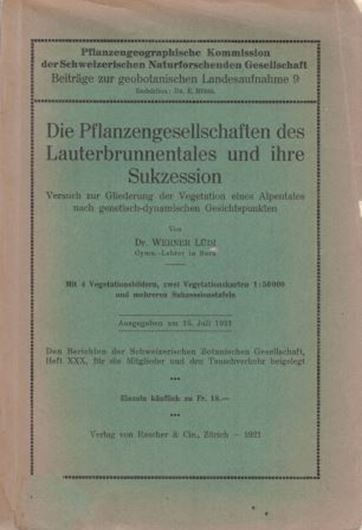 Pflanzengeographische Kommission
der Schweizerischen Naturforschenden Gesellschaft
Beiträge zur geobotanischen Landesaufnahme 9
Redaktion: Dr. E. Rübel
Die Pflanzengesellschaften des
Lauterbrunnentales und ihre
Sukzession
Versuch zur Gliederung der Vegetation eines Alpentales
nach genetisch-dynamischen Gesichtspunkten
Von
Dr. WERNER LÜDI
Gymn.-Lehrer in Bern
Mit 4 Vegetationsbildern, zwei Vegetationskarten 1:50000
und mehreren Sukzessionstafeln
Ausgegeben am 15. Juli 1921
Den Berichten der Schweizerischen Botanischen Gesellschaft,
Heft XXX, für die Mitglieder und den Tauschverkehr beigelegt
Einzeln käuflich zu Fr. 18.—
Verlag von Rascher & Cie., Zürich – 1921